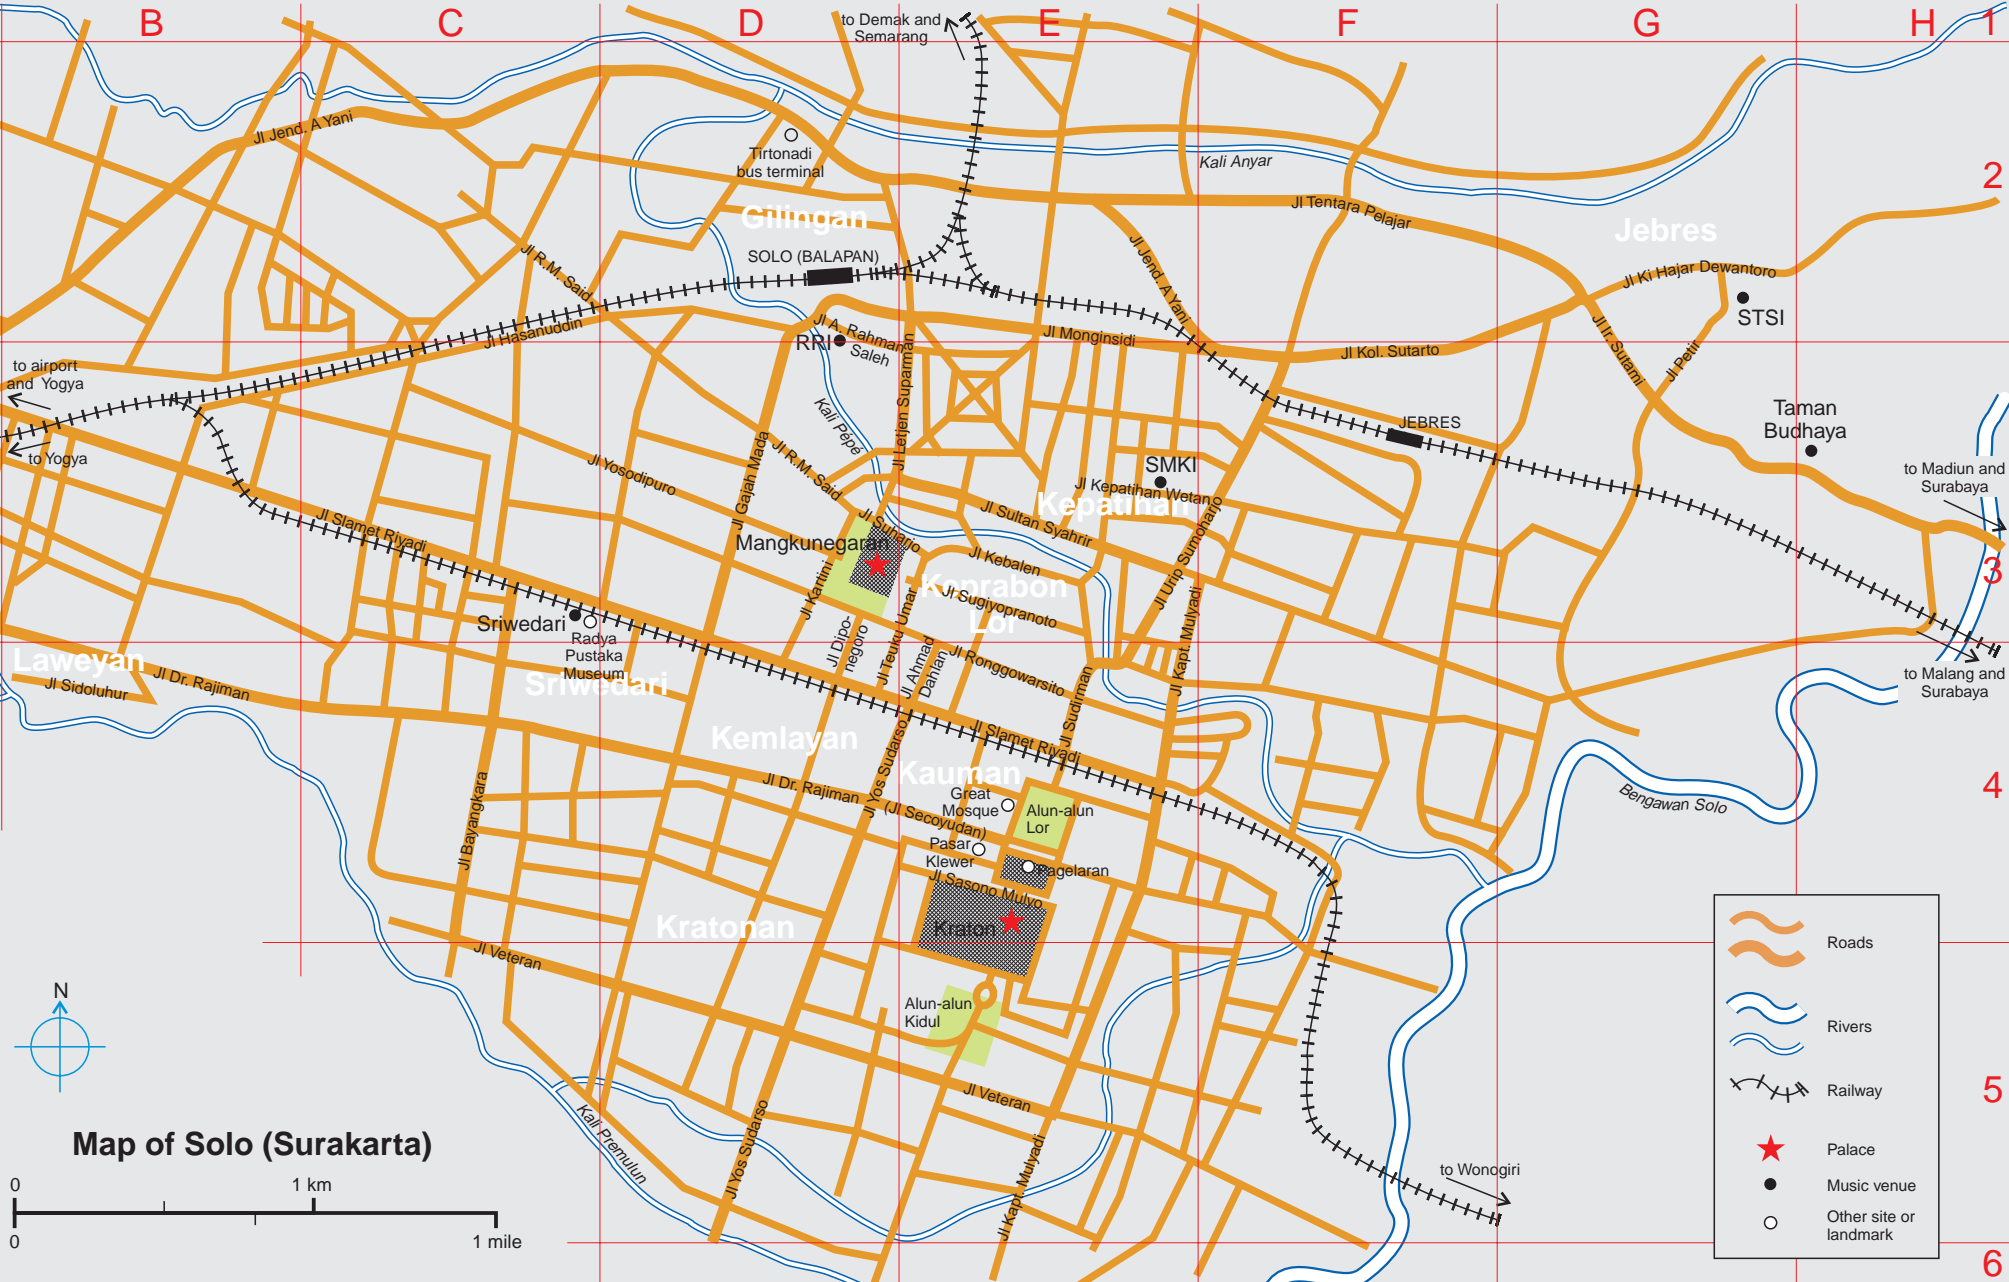 B
C
D
E
F
G
H
1
2
3
4
5
6
to Demak and
Semarang
Jl Jend. A Yani
Tirtonadi
bus terminal
Kali Anyar
Gilingan
Jl Tentara Pelajar
Jebres
SOLO (BALAPAN)
Jl R.M. Said
Jl Jend. A Yani
Jl Ki Hajar Dewantoro
STSI
Jl Hasanuddin
RRI
Jl A. Rahman
Saleh
Jl Monginsidi
Jl Kol. Sutarto
Jl Ir. Sutami
Jl Petir
to airport
and Yogya
to Yogya
Jl Letjen Suparman
Kali Pepe
JEBRES
Taman
Budhaya
Jl Yosodipuro
Jl Gajah Mada
Jl R.M. Said
SMKI
Jl Kepatihan Wetan
Kepatihan
to Madiun and
Surabaya
Jl Slamet Riyadi
Jl Suharjo
Jl Sultan Syahrir
Mangkunegaran
Jl Kebalen
Jl Urip Sumoharjo
Koprabon
Lor
Jl Kartini
Jl Sugiyopranoto
Jl Kapt. Mulyadi
Sriwedari
Radya
Pustaka
Museum
Sriwedari
Jl Dipo-
negoro
Jl Teuku Umar
Jl Ahmad
Dahlan
Jl Ronggowarsito
Jl Sudirman
to Malang and
Surabaya
Laweyan
Jl Sidoluhur
Jl Dr. Rajiman
Kemlayan
Jl Yos Sudarso
Jl Slamet Riyadi
Kauman
Jl Dr. Rajiman
(Jl Secoyudan)
Great
Mosque
Alun-alun
Lor
Bengawan Solo
Jl Bayangkara
Pasar
Klewer
Pagelaran
Jl Sasono Mulyo
Kraton
Kratonan
Jl Veteran
Alun-alun
Kidul
Jl Veteran
Kali Premulun
Jl Yos Sudarso
Jl Kapt. Mulyadi
to Wonogiri
N
Map of Solo (Surakarta)
0
1 km
0
1 mile
Roads
Rivers
Railway
Palace
Music venue
Other site or
landmark